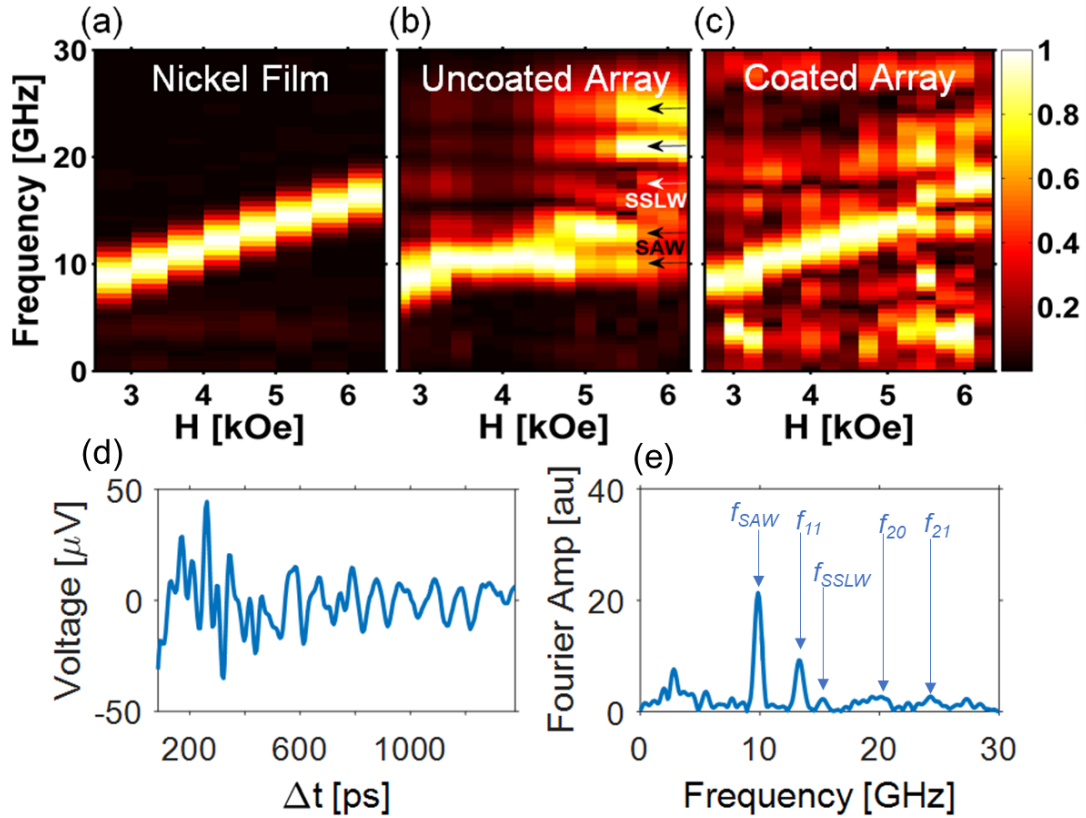 (a)
(b)
(c)
Frequency [GHz]
30
20
10
0
Nickel Film
3
4
5
6
H [kOe]
Uncoated Array
SSLW
SAW
3
4
5
6
H [kOe]
Coated Array
3
4
5
6
H [kOe]
1
0.8
0.6
0.4
0.2
(d)
Voltage [μV]
50
0
-50
200
600
1000
Δt [ps]
(e)
Fourier Amp [au]
40
20
0
f_SAW
f_11
f_SSLW
f_20
f_21
0
10
20
30
Frequency [GHz]